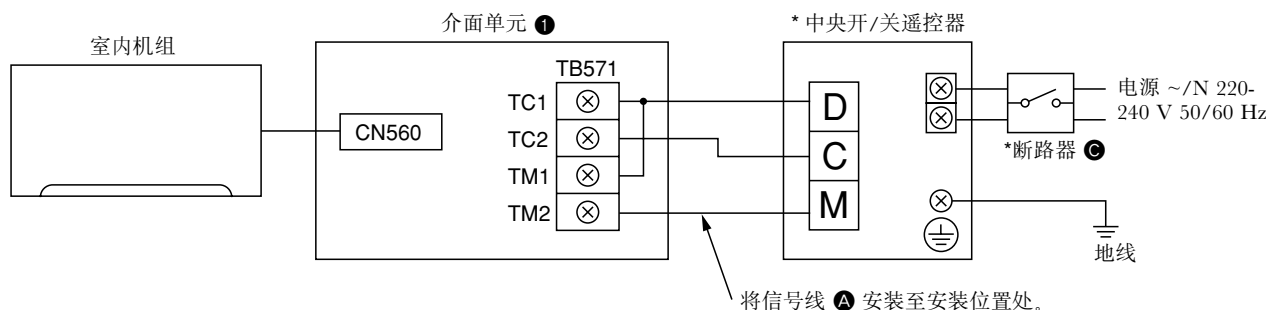 介面单元 ❶
* 中央开/关遥控器
室内机组
TB571
TC1
TC2
TM1
TM2
CN560
D
C
M
电源 ~/N 220-
240 V 50/60 Hz
*断路器 Ⓒ
地线
将信号线 Ⓐ 安装至安装位置处。